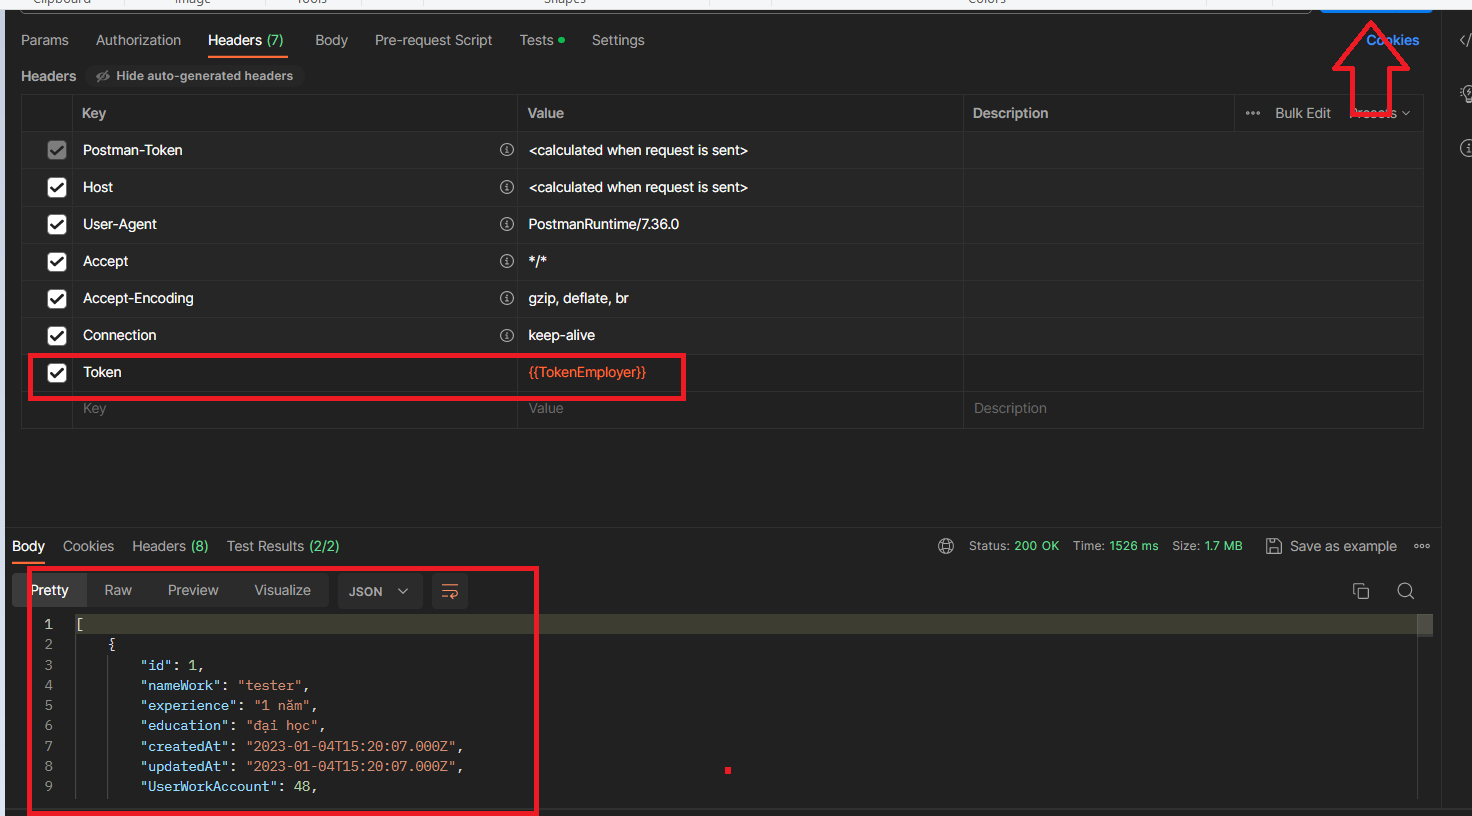 Clipboard Image Tools Shapes Colors
Params Authorization Headers (7) Body Pre-request Script Tests Settings Cookies
Headers Hide auto-generated headers
Key Value Description Bulk Edit Presets
Postman-Token <calculated when request is sent>
Host <calculated when request is sent>
User-Agent PostmanRuntime/7.36.0
Accept */*
Accept-Encoding gzip, deflate, br
Connection keep-alive
Token {{TokenEmployer}}
Key Value Description
Body Cookies Headers (8) Test Results (2/2) Status: 200 OK Time: 1526 ms Size: 1.7 MB Save as example
Pretty Raw Preview Visualize JSON
1 [
2 {
3 "id": 1,
4 "nameWork": "tester",
5 "experience": "1 năm",
6 "education": "đại học",
7 "createdAt": "2023-01-04T15:20:07.000Z",
8 "updatedAt": "2023-01-04T15:20:07.000Z",
9 "UserWorkAccount": 48,